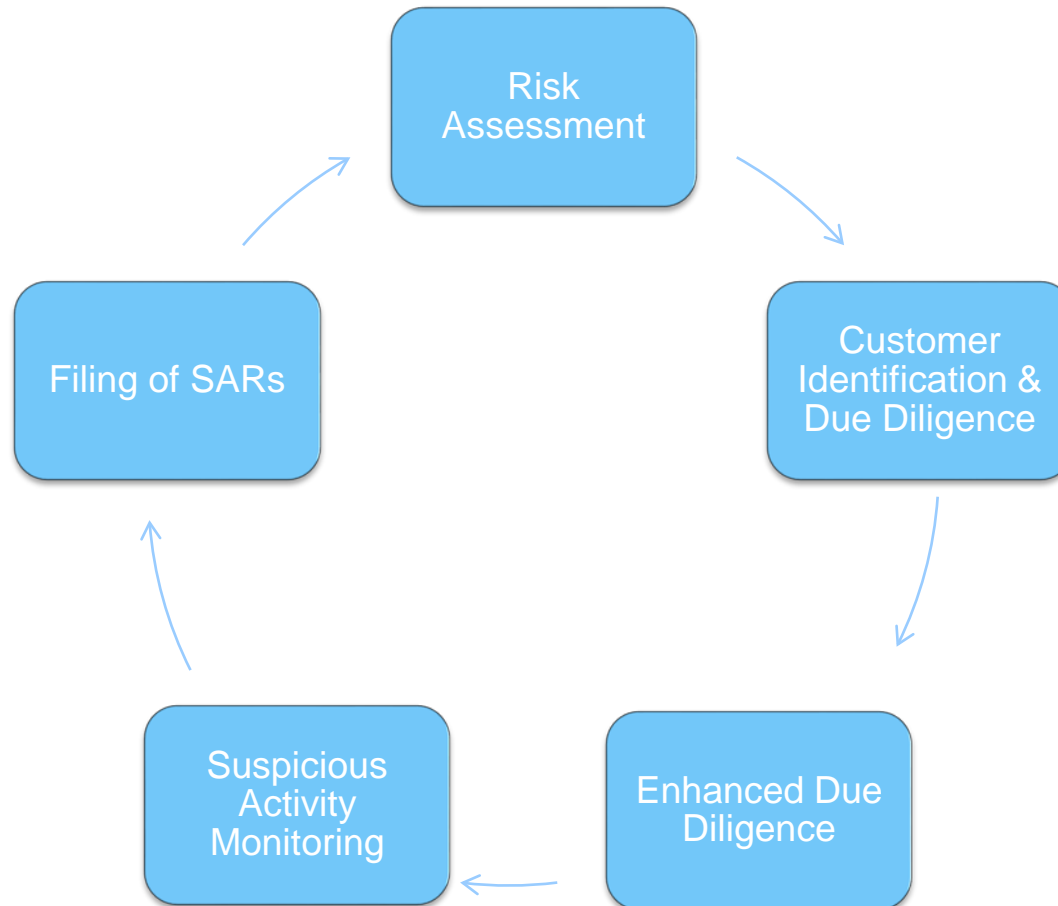 Risk
Assessment
Customer
Identification &
Due Diligence
Enhanced Due
Diligence
Suspicious
Activity
Monitoring
Filing of SARs